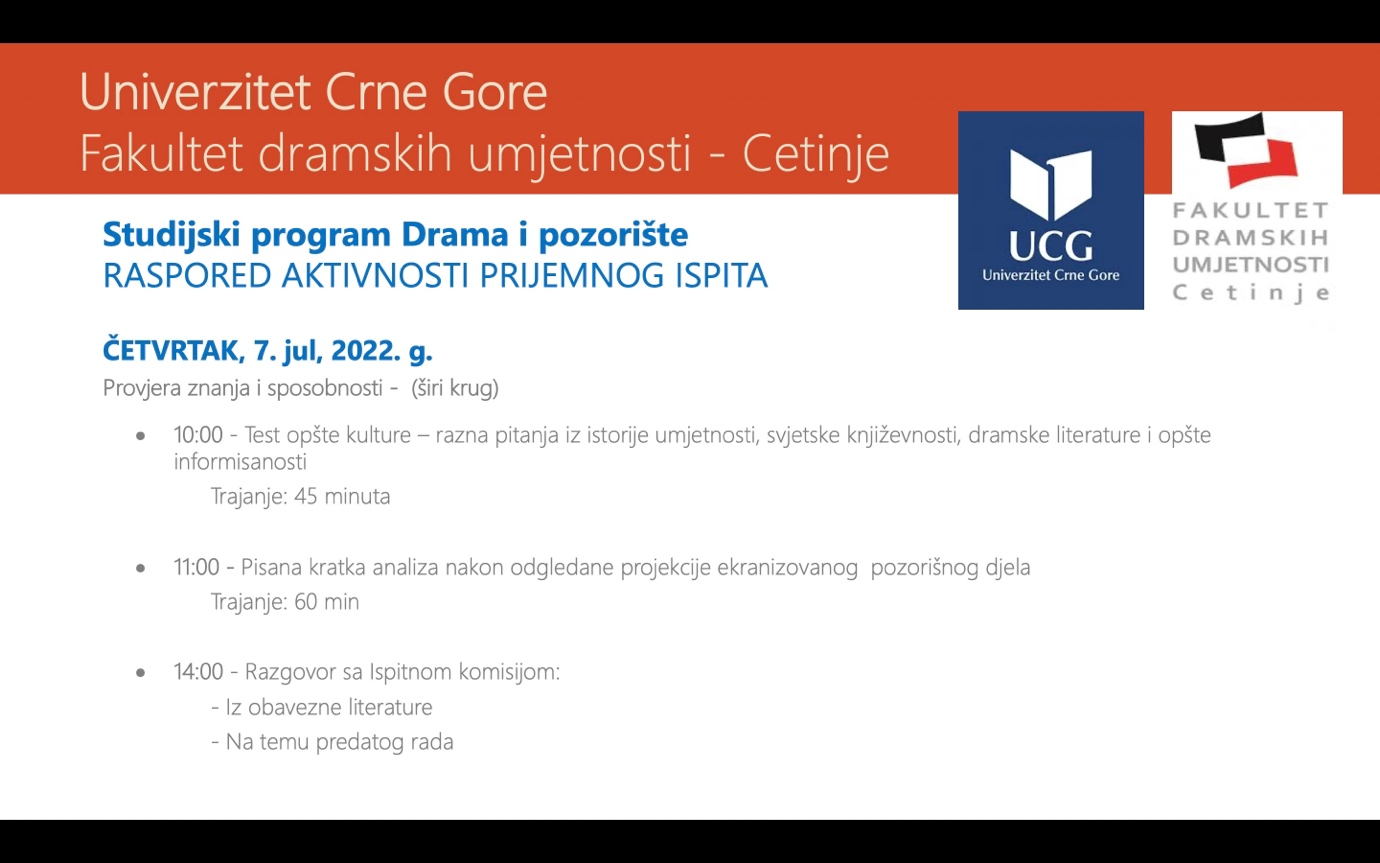 Univerzitet Crne Gore
Fakultet dramskih umjetnosti - Cetinje
UCG
Univerzitet Crne Gore
FAKULTET
DRAMSKIH
UMJETNOSTI
Cetinje
Studijski program Drama i pozorište
RASPORED AKTIVNOSTI PRIJEMNOG ISPITA
ČETVRTAK, 7. jul, 2022. g.
Provjera znanja i sposobnosti - (širi krug)
• 10:00 - Test opšte kulture – razna pitanja iz istorije umjetnosti, svjetske književnosti, dramske literature i opšte
informisanosti
Trajanje: 45 minuta
• 11:00 - Pisana kratka analiza nakon odgledane projekcije ekranizovanog  pozorišnog djela
Trajanje: 60 min
• 14:00 - Razgovor sa Ispitnom komisijom:
- Iz obavezne literature
- Na temu predatog rada